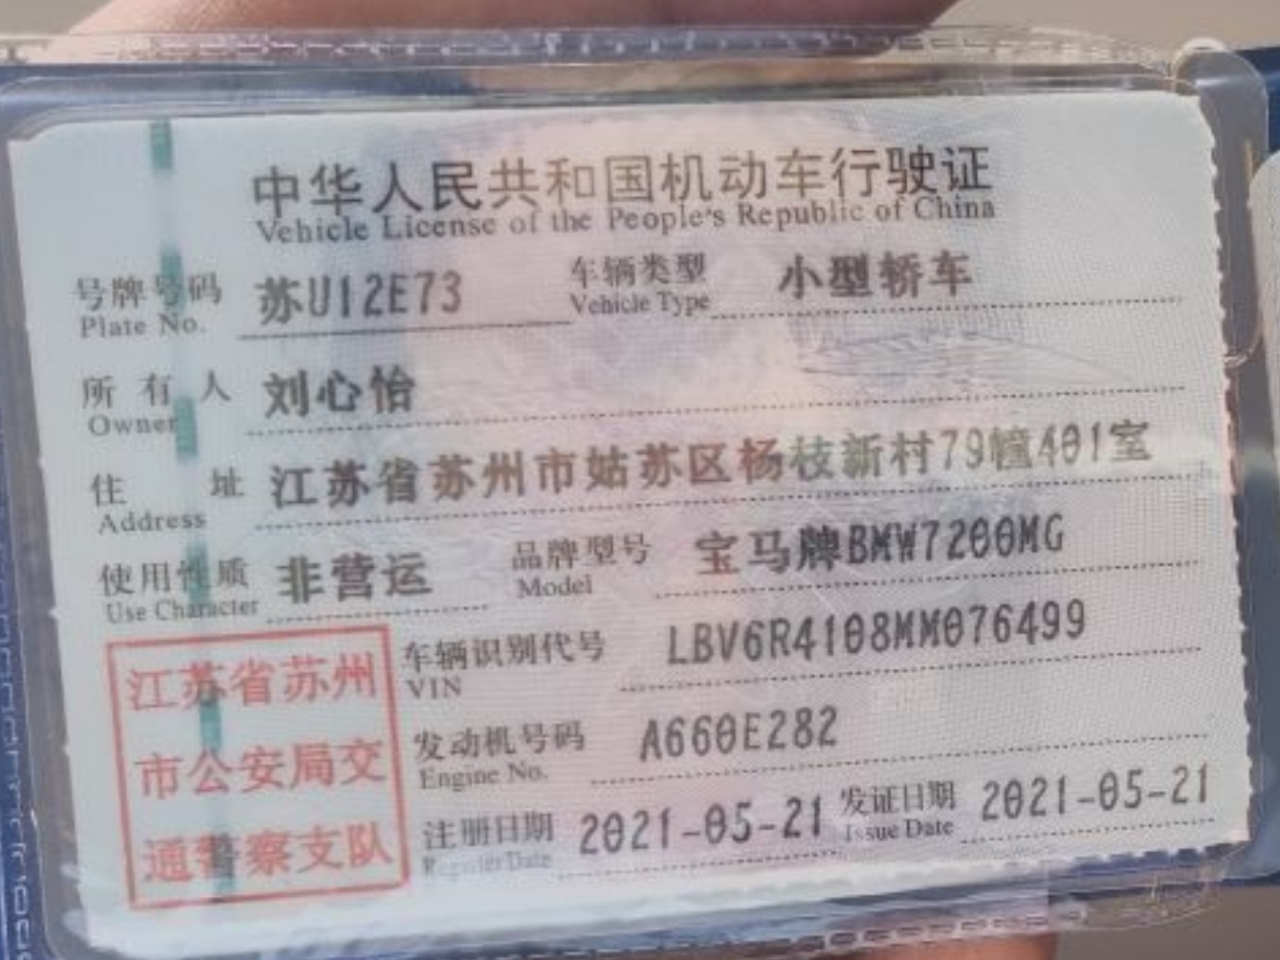 中华人民共和国机动车行驶证
Vehicle License of the People's Republic of China
号牌号码 苏U12E73 车辆类型 小型轿车
Plate No. Vehicle Type
所有人 刘心怡
Owner
住址 江苏省苏州市姑苏区杨枝新村79幢401室
Address
使用性质 非营运 品牌型号 宝马牌BMW7200MG
Use Character Model
江苏省苏州
市公安局交
通警察支队
车辆识别代号 LBV6R4108MM076499
VIN
发动机号码 A660E282
Engine No.
注册日期 2021-05-21 发证日期 2021-05-21
Register Date Issue Date